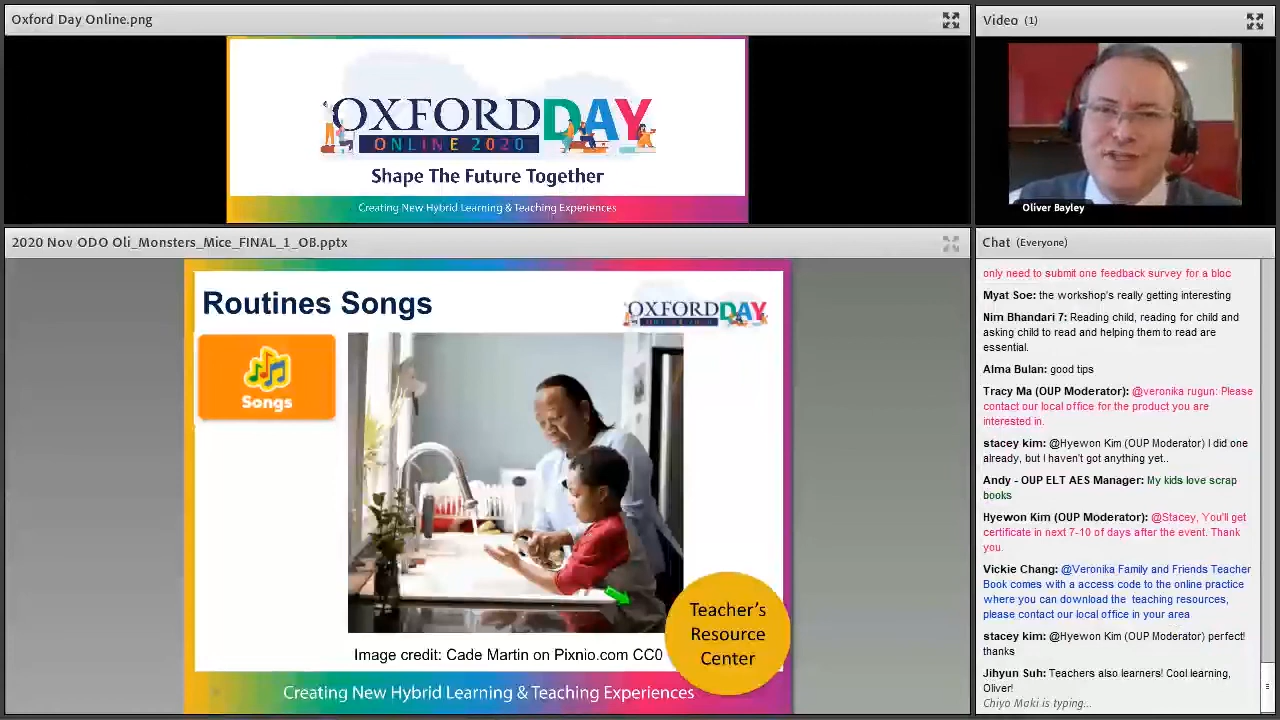 Oxford Day Online.png
OXFORD DAY
ONLINE 2020
Shape The Future Together
Creating New Hybrid Learning & Teaching Experiences
Video (1)
Oliver Bayley
2020 Nov ODO Oli_Monsters_Mice_FINAL_1_OB.pptx
Routines Songs
OXFORD DAY
Songs
Teacher's
Resource
Center
Image credit: Cade Martin on Pixnio.com CC0
Creating New Hybrid Learning & Teaching Experiences
Chat (Everyone)
only need to submit one feedback survey for a bloc
Myat Soe: the workshop's really getting interesting
Nim Bhandari 7: Reading child, reading for child and
asking child to read and helping them to read are
essential.
Alma Bulan: good tips
Tracy Ma (OUP Moderator): @veronika rugun: Please
contact our local office for the product you are
interested in.
stacey kim: @Hyewon Kim (OUP Moderator) I did one
already, but I haven't got anything yet..
Andy - OUP ELT AES Manager: My kids love scrap
books
Hyewon Kim (OUP Moderator): @Stacey, You'll get
certificate in next 7-10 of days after the event. Thank
you.
Vickie Chang: @Veronika Family and Friends Teacher
Book comes with a access code to the online practice
where you can download the teaching resources,
please contact our local office in your area
stacey kim: @Hyewon Kim (OUP Moderator) perfect!
thanks
Jihyun Suh: Teachers also learners! Cool learning,
Oliver!
Chiyo Maki is typing...